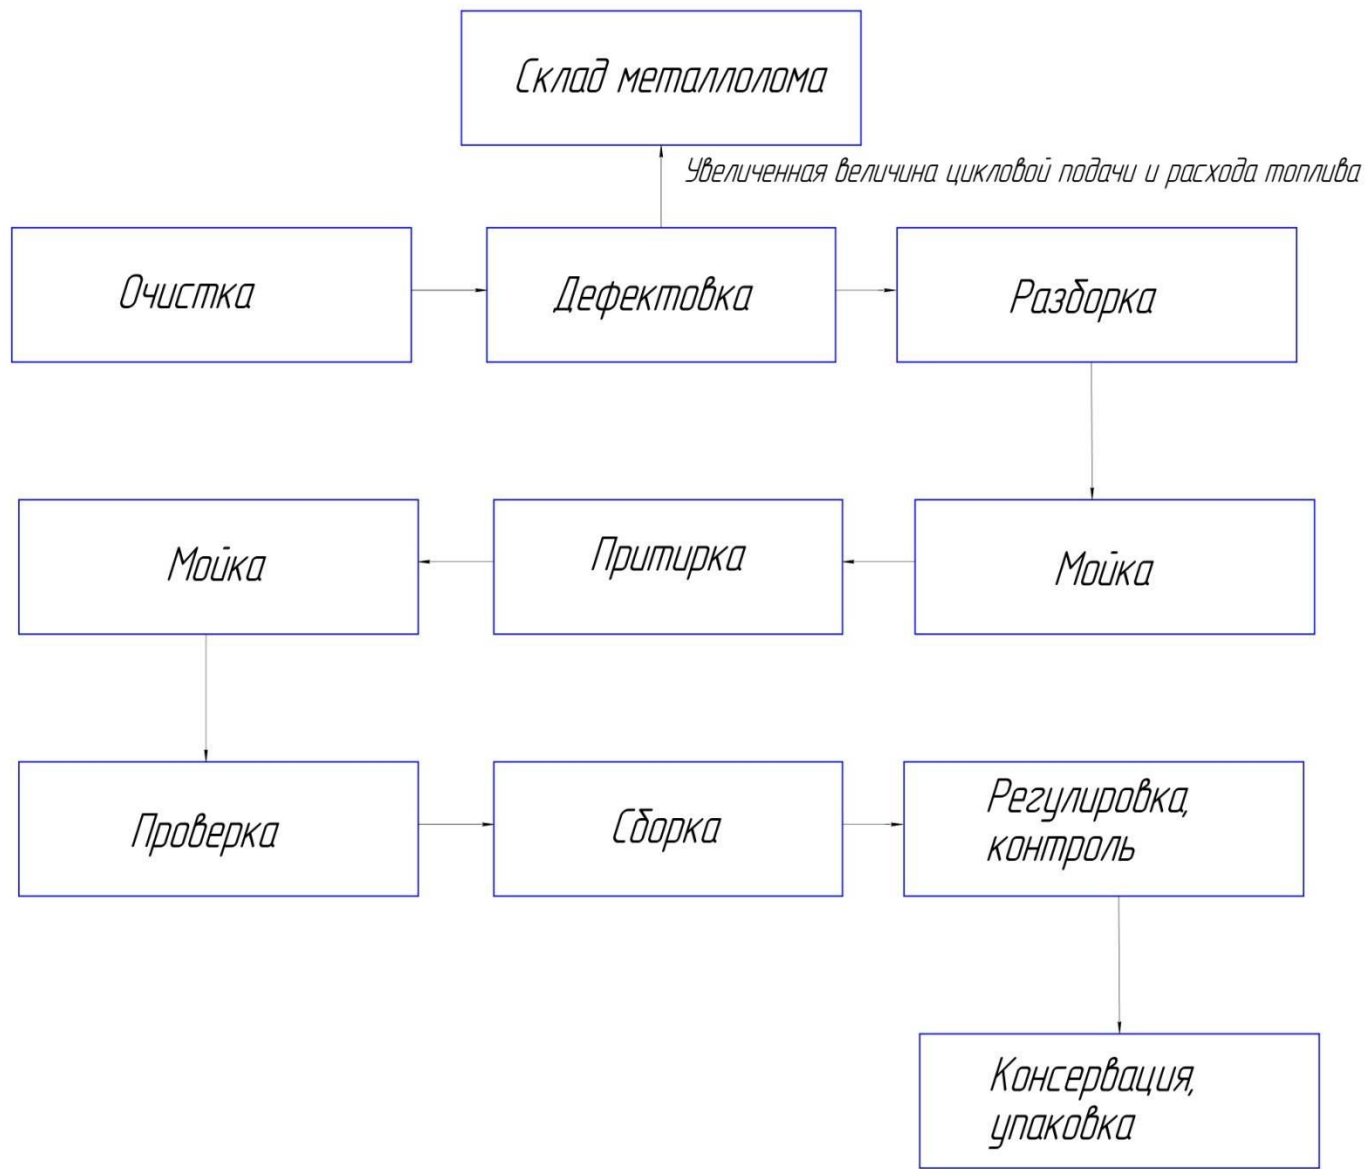 Склад металлолома
Увеличенная величина цикловой подачи и расхода топлива
Очистка
Дефектовка
Разборка
Мойка
Притирка
Мойка
Проверка
Сборка
Регулировка,
контроль
Консервация,
упаковка